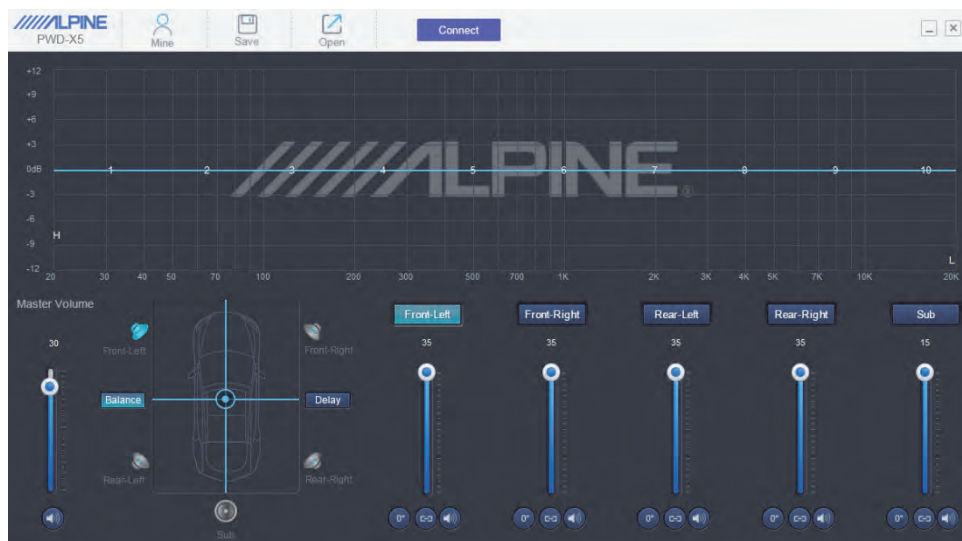 ALPINE
PWD-X5
Mine
Save
Open
Connect
+12
+9
+6
+3
0dB
-3
-6
-9
-12
1 2 3 4 5 6 7 8 9 10
ALPINE
H
L
20 30 40 50 70 100 200 300 500 700 1K 2K 3K 4K 5K 7K 10K 20K
Master Volume
30
Front-Left
Front-Right
Balance
Delay
Rear-Left
Rear-Right
Sub
Front-Left Front-Right Rear-Left Rear-Right Sub
35 35 35 35 15
0° 0° 0° 0° 0°